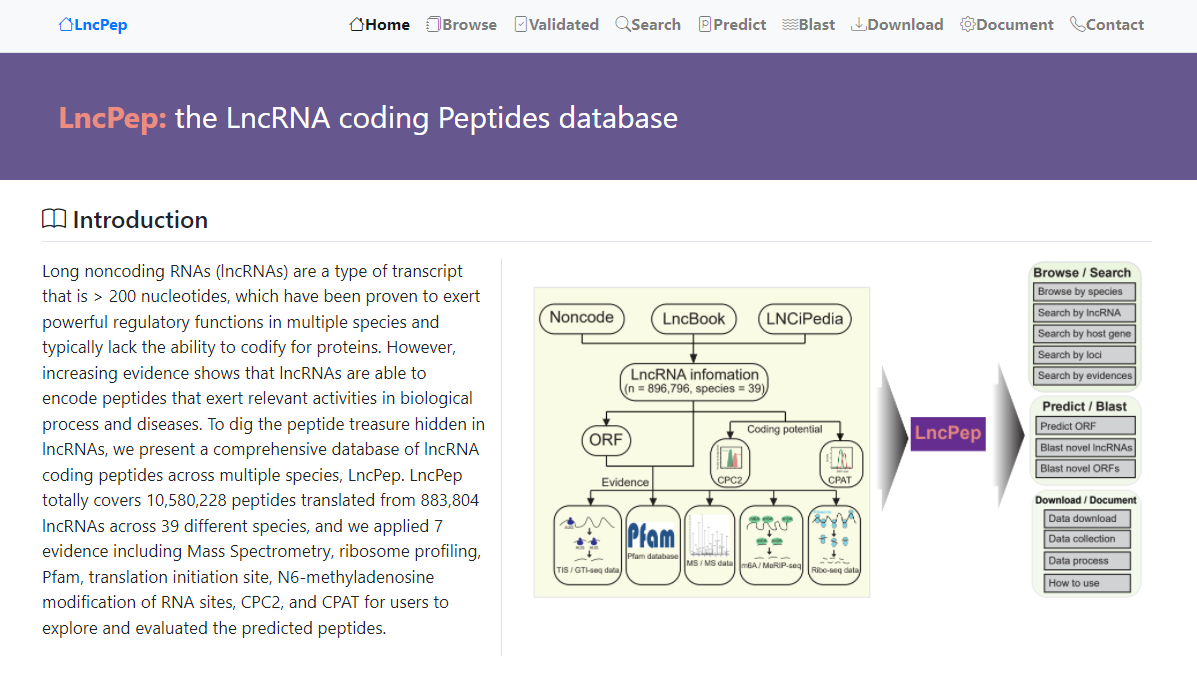 LncPep
Home Browse Validated Search Predict Blast Download Document Contact
LncPep: the LncRNA coding Peptides database
Introduction
Long noncoding RNAs (lncRNAs) are a type of transcript
that is > 200 nucleotides, which have been proven to exert
powerful regulatory functions in multiple species and
typically lack the ability to codify for proteins. However,
increasing evidence shows that lncRNAs are able to
encode peptides that exert relevant activities in biological
process and diseases. To dig the peptide treasure hidden in
lncRNAs, we present a comprehensive database of lncRNA
coding peptides across multiple species, LncPep. LncPep
totally covers 10,580,228 peptides translated from 883,804
lncRNAs across 39 different species, and we applied 7
evidence including Mass Spectrometry, ribosome profiling,
Pfam, translation initiation site, N6-methyladenosine
modification of RNA sites, CPC2, and CPAT for users to
explore and evaluated the predicted peptides.
Noncode
LncBook
LNCiPedia
LncRNA infomation
(n = 896,796, species = 39)
ORF
Coding potential
CPC2
CPAT
Evidence
TIS / GTI-seq data
Pfam
Pfam database
MS / MS data
m6A / MeRIP-seq
Ribo-seq data
LncPep
Browse / Search
Browse by species
Search by lncRNA
Search by host gene
Search by loci
Search by evidences
Predict / Blast
Predict ORF
Blast novel lncRNAs
Blast novel ORFs
Download / Document
Data download
Data collection
Data process
How to use